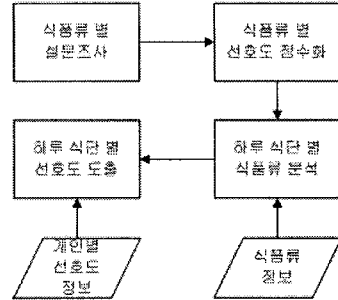 식품류 별
설문조사
식품류 별
선호도 점수화
하루 식단 별
선호도 도출
하루 식단 별
식품류 분석
개인별
선호도
정보
식품류
정보